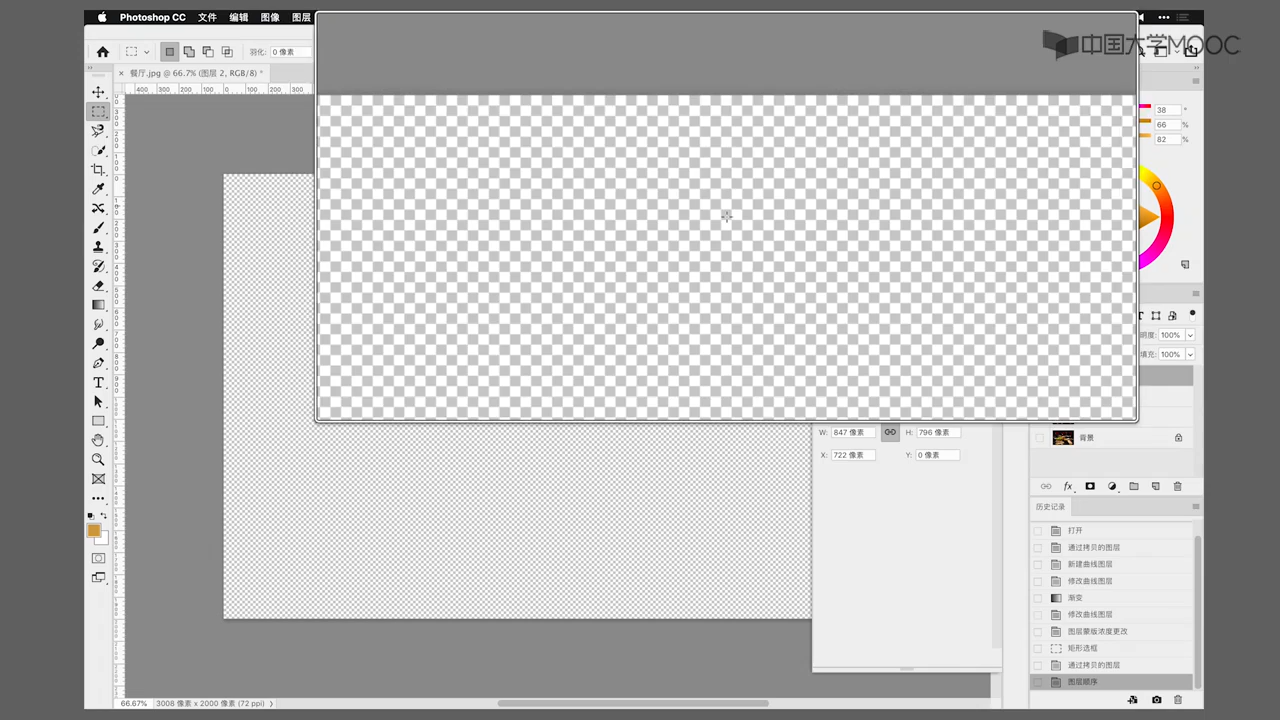 Photoshop CC 文件 编辑 图像 图层
中国大学MOOC
羽化: 0 像素
× 餐厅.jpg @ 66.7% (图层 2, RGB/8) *
400 300 200 100 0 100 200 300
38 °
66 %
82 %
明度: 100%
填充: 100%
W: 847 像素 H: 796 像素
X: 722 像素 Y: 0 像素
背景
fx
历史记录
打开
通过拷贝的图层
新建曲线图层
修改曲线图层
渐变
修改曲线图层
图层蒙版浓度更改
矩形选框
通过拷贝的图层
图层顺序
66.67% 3008 像素 x 2000 像素 (72 ppi)